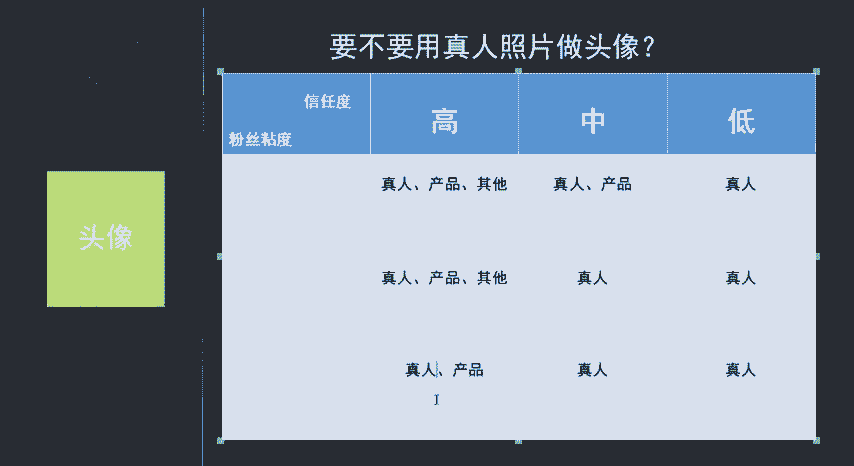 要不要用真人照片做头像？
信任度
粉丝粘度
高 中 低
真人、产品、其他 真人、产品 真人
头像
真人、产品、其他 真人 真人
真人、产品 真人 真人